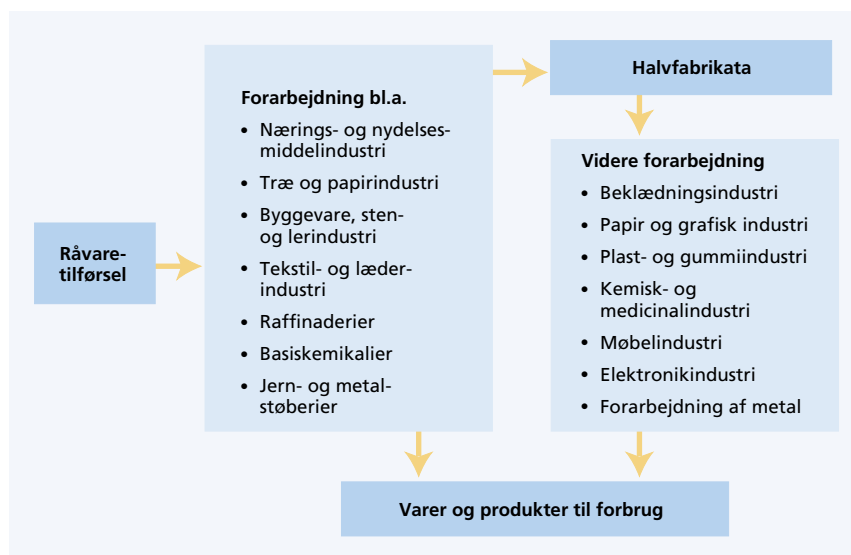 Råvare-
tilførsel
Forarbejdning bl.a.
• Nærings- og nydelses-
middelindustri
• Træ og papirindustri
• Byggevare, sten-
og lerindustri
• Tekstil- og læder-
industri
• Raffinaderier
• Basiskemikalier
• Jern- og metal-
støberier
Halvfabrikata
Videre forarbejdning
• Beklædningsindustri
• Papir og grafisk industri
• Plast- og gummiindustri
• Kemisk- og
medicinalindustri
• Møbelindustri
• Elektronikindustri
• Forarbejdning af metal
Varer og produkter til forbrug